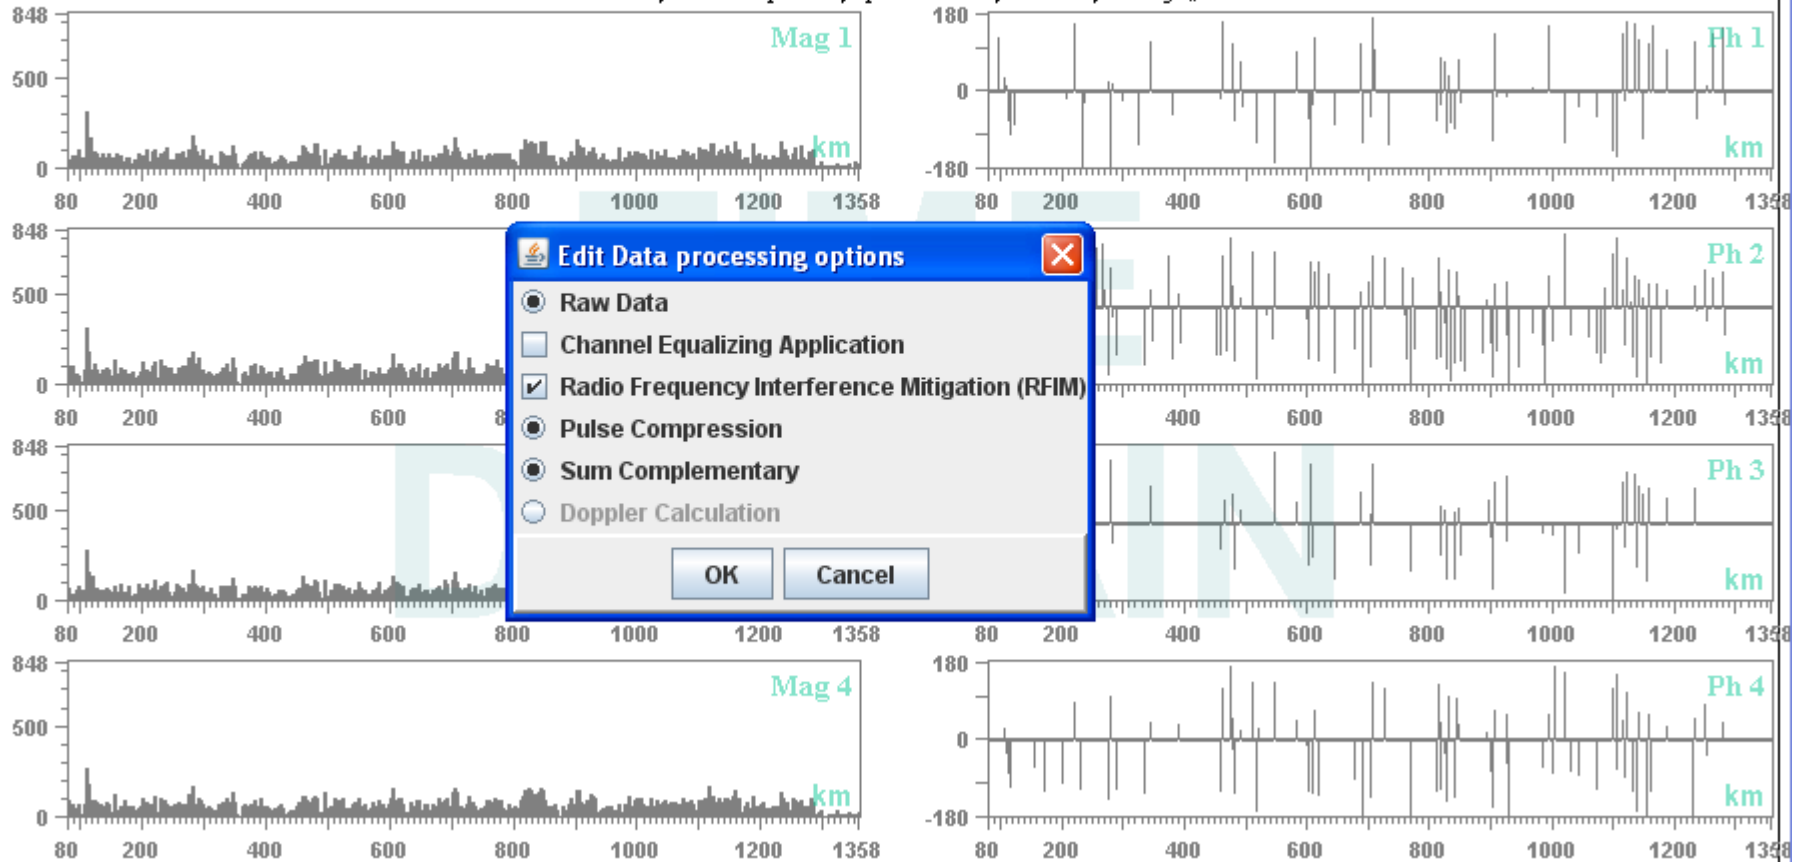 848 Mag 1 180 Ph 1
500 0
0 km -180 km
80 200 400 600 800 1000 1200 1358 80 200 400 600 800 1000 1200 1358
TIME
848 Ph 2
500
0 km
80 200 400 600 400 600 800 1000 1200 1358
Edit Data processing options
Raw Data
Channel Equalizing Application
Radio Frequency Interference Mitigation (RFIM)
Pulse Compression
Sum Complementary
Doppler Calculation
OK Cancel
848 Ph 3
500
0 km
80 200 400 600 800 1000 1200 1358 80 200 400 600 800 1000 1200 1358
848 Mag 4 180 Ph 4
500 0
0 km -180 km
80 200 400 600 800 1000 1200 1358 80 200 400 600 800 1000 1200 1358